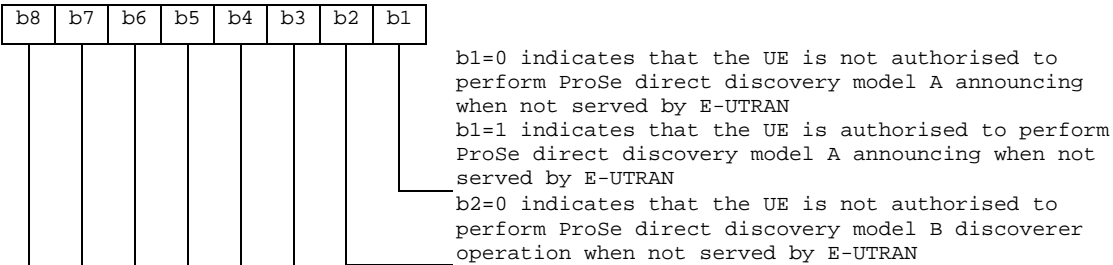 b8 b7 b6 b5 b4 b3 b2 b1
b1=0 indicates that the UE is not authorised to
perform ProSe direct discovery model A announcing
when not served by E-UTRAN
b1=1 indicates that the UE is authorised to perform
ProSe direct discovery model A announcing when not
served by E-UTRAN
b2=0 indicates that the UE is not authorised to
perform ProSe direct discovery model B discoverer
operation when not served by E-UTRAN